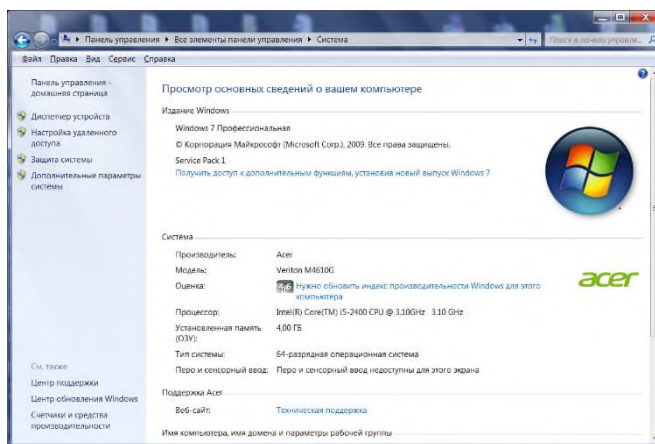 Панель управления ▸ Все элементы панели управления ▸ Система
Поиск в панели управле...
Файл Правка Вид Сервис Справка
Панель управления -
домашняя страница
Диспетчер устройств
Настройка удаленного
доступа
Защита системы
Дополнительные параметры
системы
См. также
Центр поддержки
Центр обновления Windows
Счетчики и средства
производительности
Просмотр основных сведений о вашем компьютере
Издание Windows
Windows 7 Профессиональная
© Корпорация Майкрософт (Microsoft Corp.), 2009. Все права защищены.
Service Pack 1
Получить доступ к дополнительным функциям, установив новый выпуск Windows 7
Система
Производитель: Acer
Модель: Veriton M4610G
Оценка: 4,6 Нужно обновить индекс производительности Windows для этого
компьютера
Процессор: Intel(R) Core(TM) i5-2400 CPU @ 3.10GHz 3.10 GHz
Установленная память
(ОЗУ): 4,00 ГБ
Тип системы: 64-разрядная операционная система
Перо и сенсорный ввод: Перо и сенсорный ввод недоступны для этого экрана
acer
Поддержка Acer
Веб-сайт: Техническая поддержка
Имя компьютера, имя домена и параметры рабочей группы